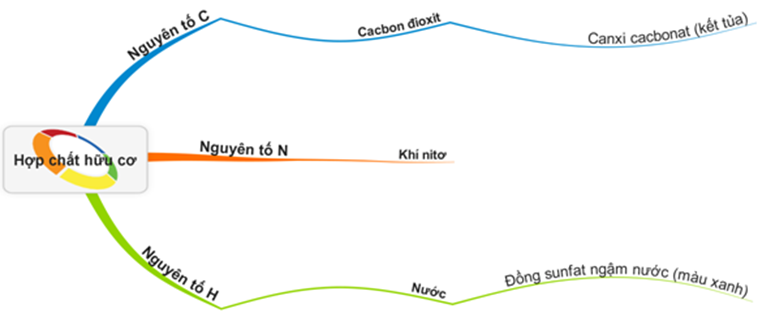 Nguyên tố C
Cacbon đioxit
Canxi cacbonat (kết tủa)
Hợp chất hữu cơ
Nguyên tố N
Khí nitơ
Nguyên tố H
Nước
Đồng sunfat ngậm nước (màu xanh)